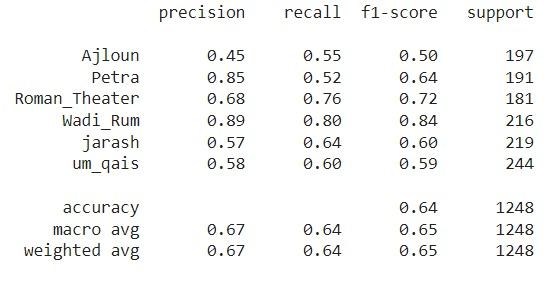 precision recall f1-score support
Ajloun 0.45 0.55 0.50 197
Petra 0.85 0.52 0.64 191
Roman_Theater 0.68 0.76 0.72 181
Wadi_Rum 0.89 0.80 0.84 216
jarash 0.57 0.64 0.60 219
um_qais 0.58 0.60 0.59 244
accuracy 0.64 1248
macro avg 0.67 0.64 0.65 1248
weighted avg 0.67 0.64 0.65 1248